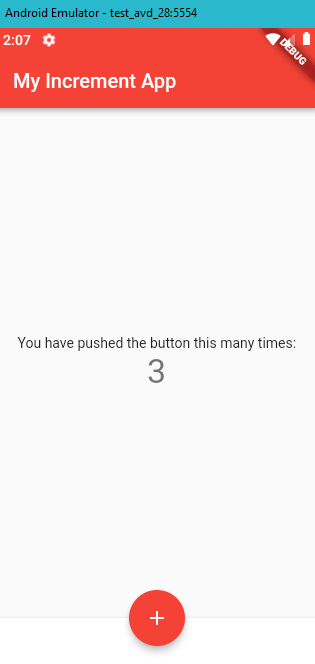 Android Emulator - test_avd_28:5554
2:07
DEBUG
My Increment App
You have pushed the button this many times:
3